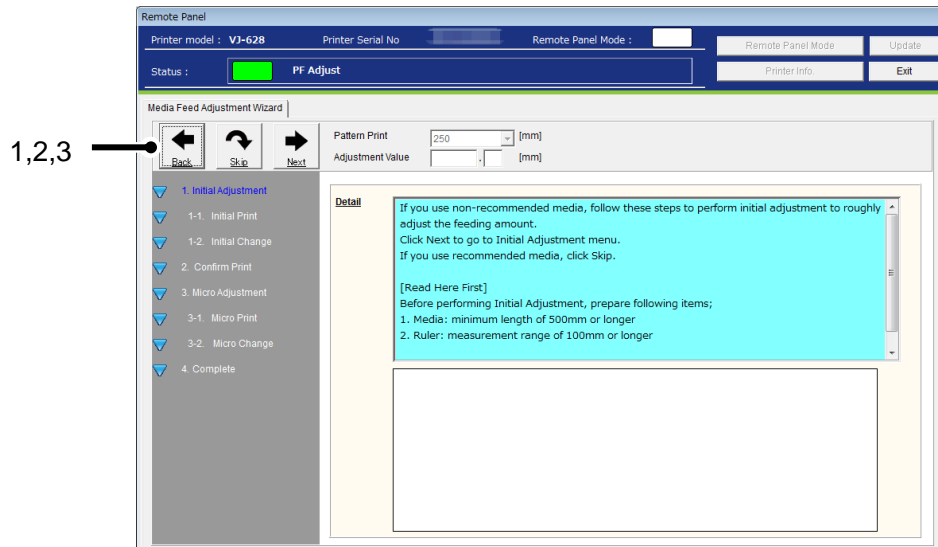 Remote Panel
Printer model : VJ-628 Printer Serial No Remote Panel Mode : Remote Panel Mode Update
Status : PF Adjust Printer Info. Exit
Media Feed Adjustment Wizard
1,2,3
Back Skip Next
Pattern Print 250 [mm]
Adjustment Value . [mm]
1. Initial Adjustment
1-1. Initial Print
1-2. Initial Change
2. Confirm Print
3. Micro Adjustment
3-1. Micro Print
3-2. Micro Change
4. Complete
Detail
If you use non-recommended media, follow these steps to perform initial adjustment to roughly
adjust the feeding amount.
Click Next to go to Initial Adjustment menu.
If you use recommended media, click Skip.
[Read Here First]
Before performing Initial Adjustment, prepare following items;
1. Media: minimum length of 500mm or longer
2. Ruler: measurement range of 100mm or longer